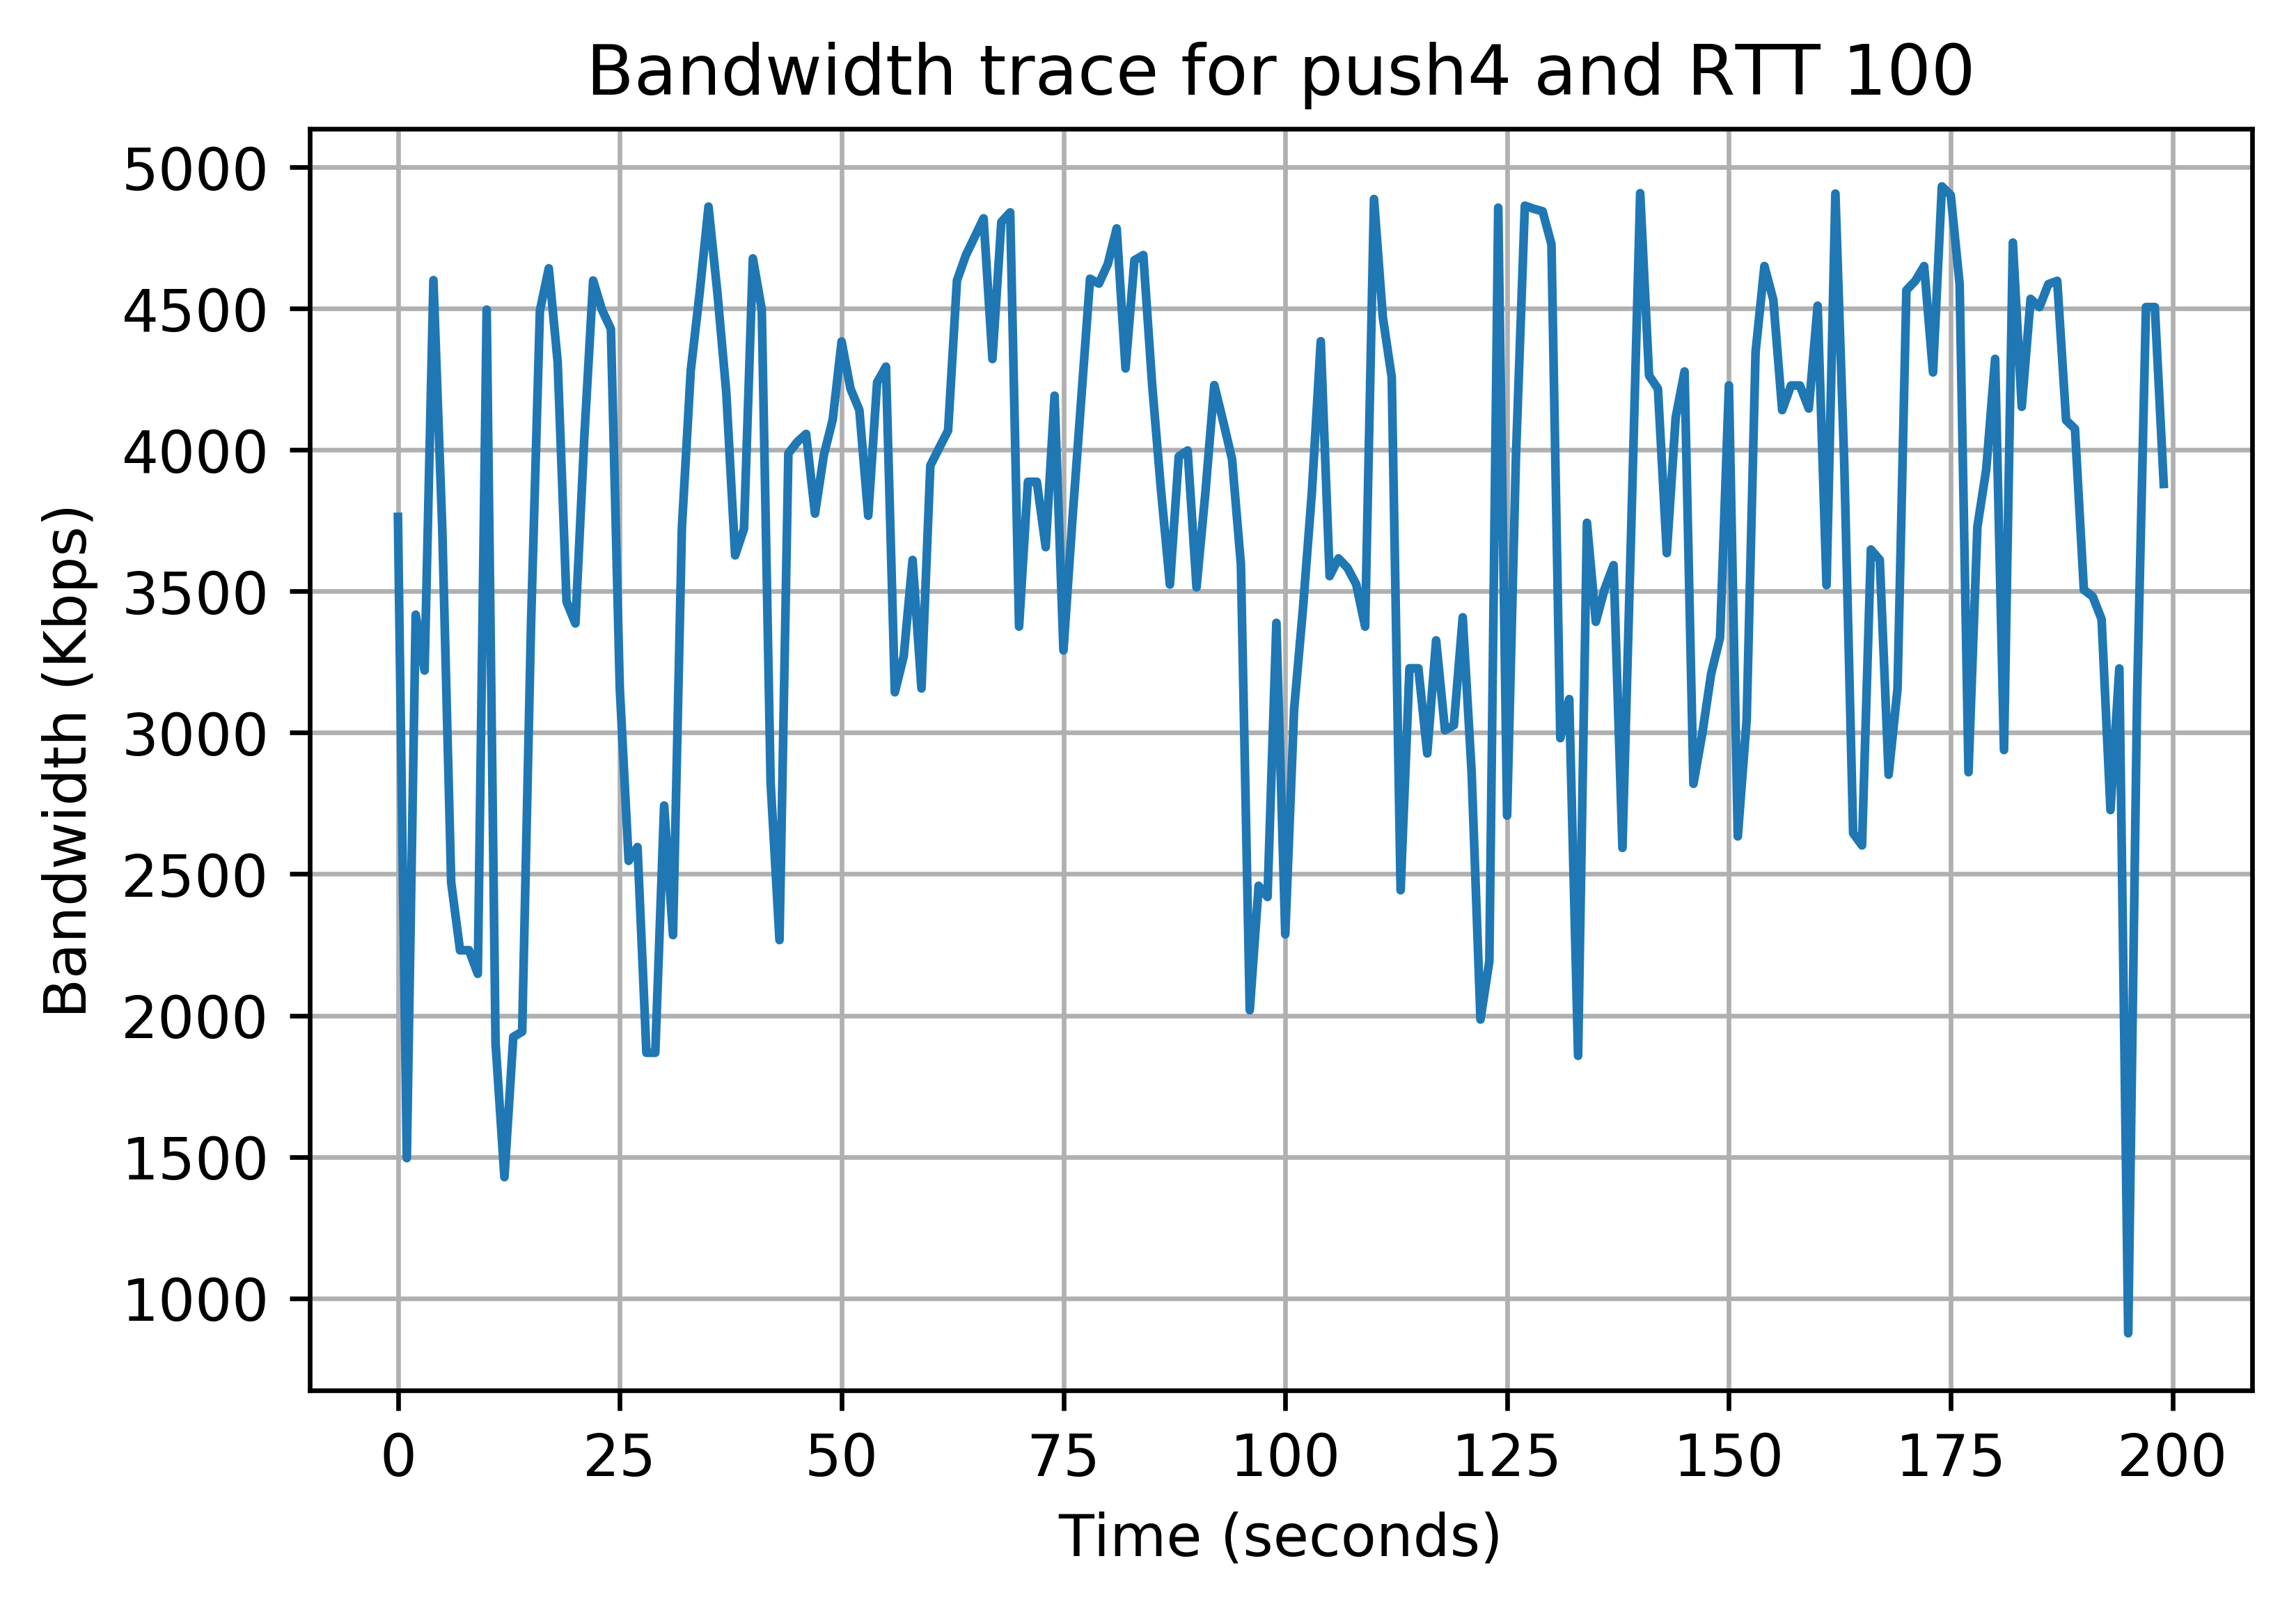 Bandwidth trace for push4 and RTT 100
5000
4500
4000
3500
3000
2500
2000
1500
1000
Bandwidth (Kbps)
0 25 50 75 100 125 150 175 200
Time (seconds)